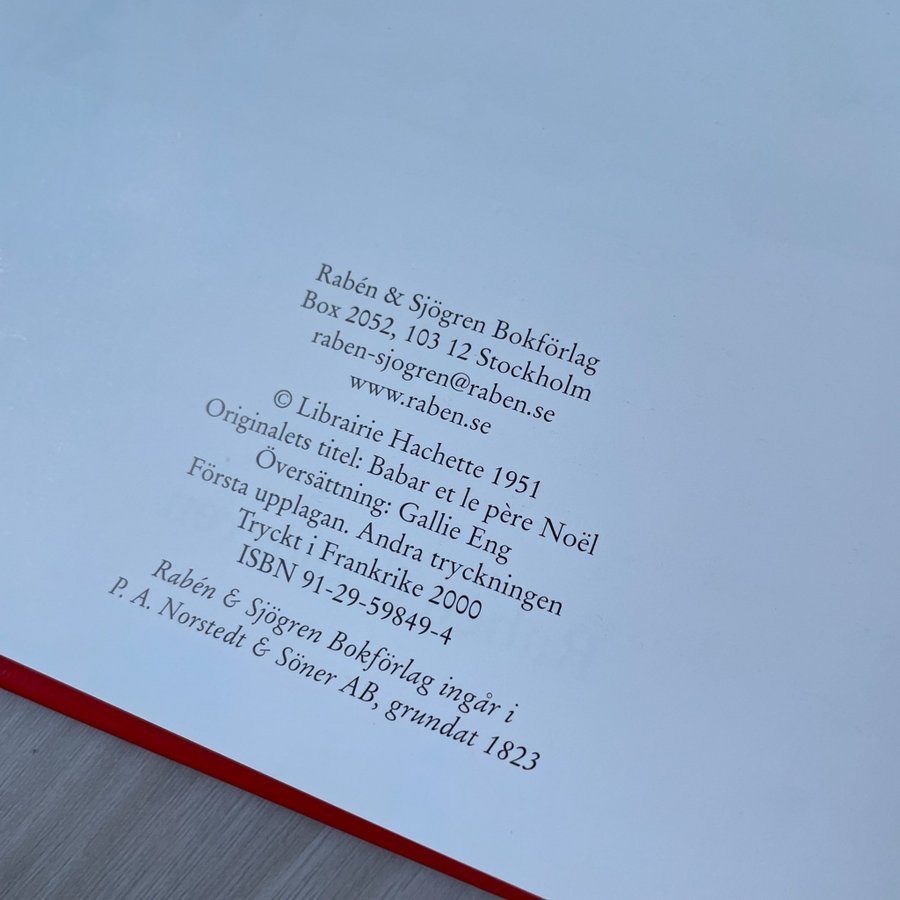 Rabén & Sjögren Bokförlag
Box 2052, 103 12 Stockholm
raben-sjogren@raben.se
www.raben.se
© Librairie Hachette 1951
Originalets titel: Babar et le père Noël
Översättning: Gallie Eng
Första upplagan. Andra tryckningen
Tryckt i Frankrike 2000
ISBN 91-29-59849-4
Rabén & Sjögren Bokförlag ingår i
P. A. Norstedt & Söner AB, grundat 1823